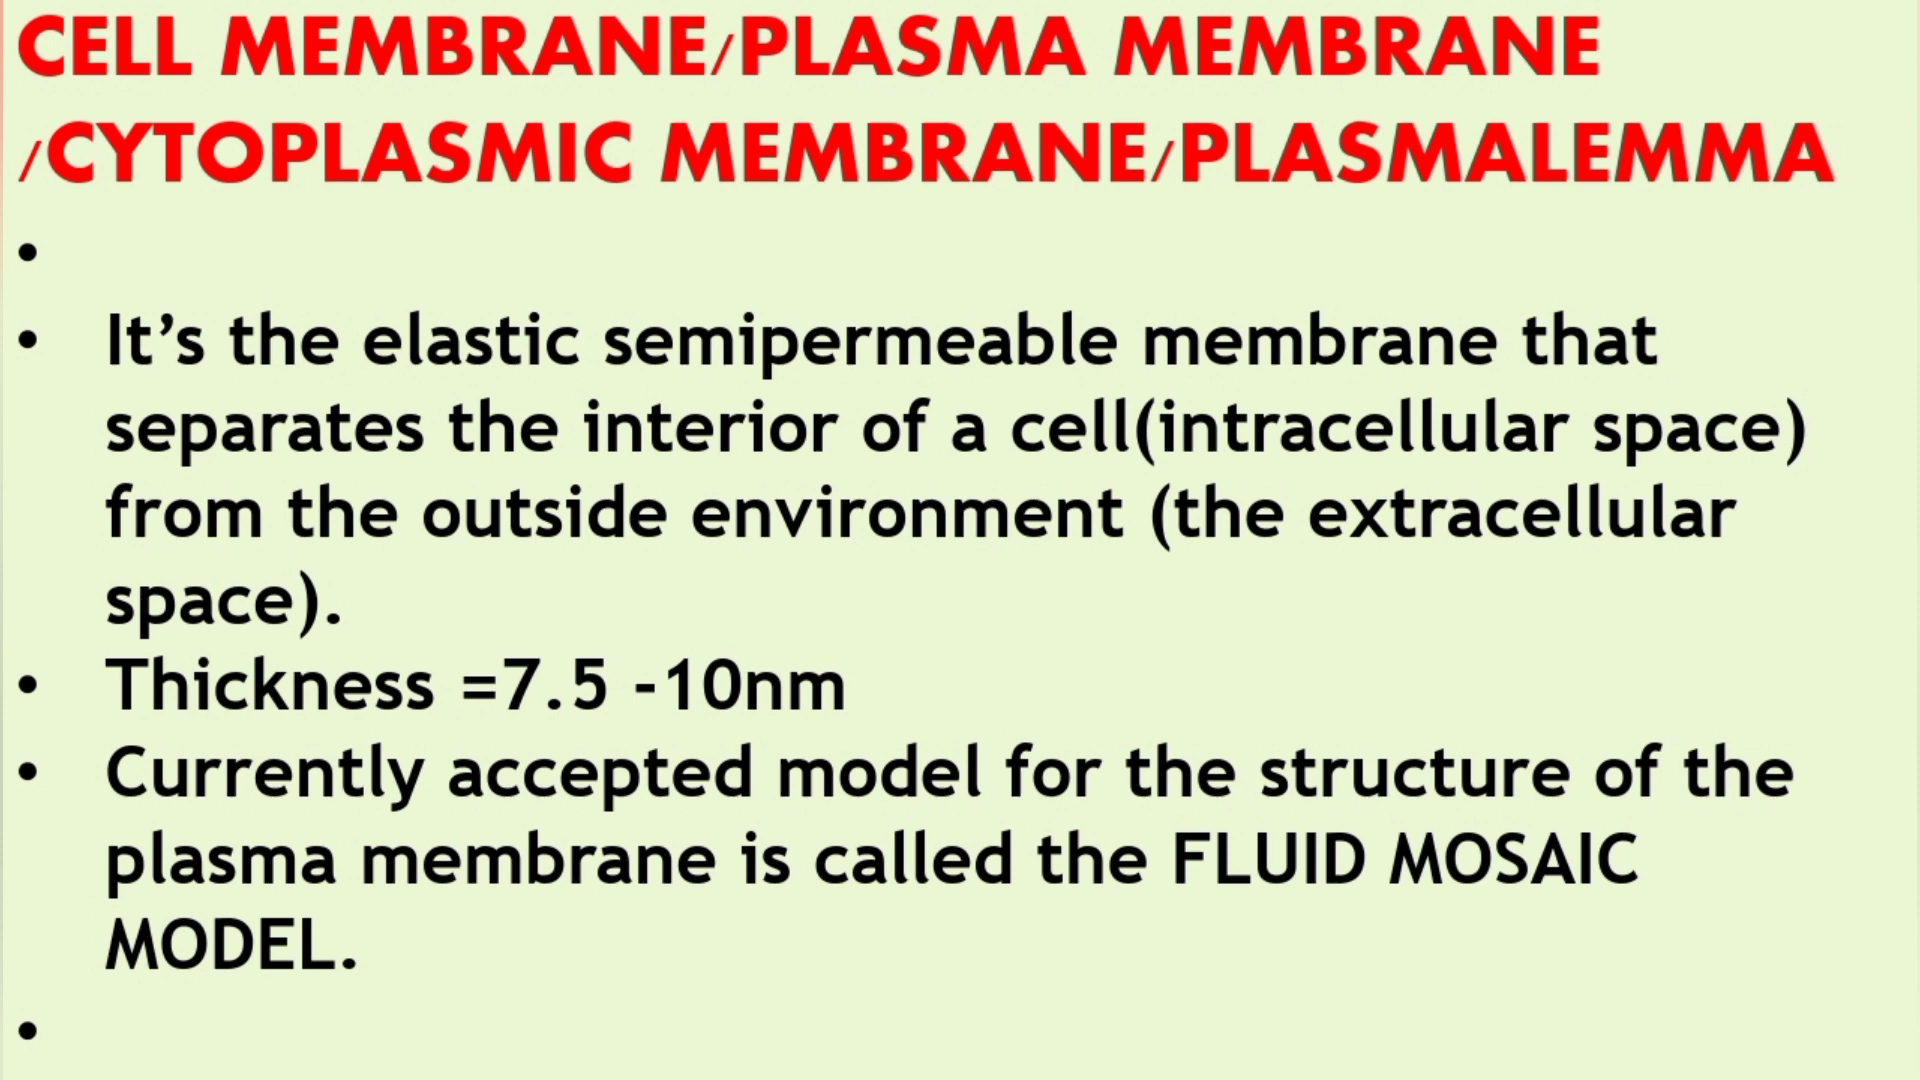 CELL MEMBRANE/PLASMA MEMBRANE
/CYTOPLASMIC MEMBRANE/PLASMALEMMA
•
• It’s the elastic semipermeable membrane that
separates the interior of a cell(intracellular space)
from the outside environment (the extracellular
space).
• Thickness =7.5 -10nm
• Currently accepted model for the structure of the
plasma membrane is called the FLUID MOSAIC
MODEL.
•